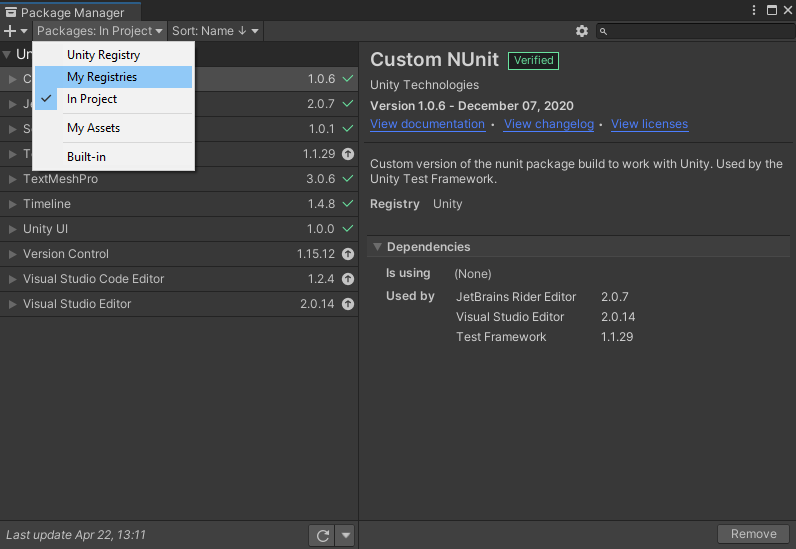 Package Manager
Packages: In Project
Sort: Name ↓
Unity Registry
My Registries
In Project
My Assets
Built-in
1.0.6
2.0.7
1.0.1
1.1.29
TextMeshPro 3.0.6
Timeline 1.4.8
Unity UI 1.0.0
Version Control 1.15.12
Visual Studio Code Editor 1.2.4
Visual Studio Editor 2.0.14
Last update Apr 22, 13:11
Custom NUnit Verified
Unity Technologies
Version 1.0.6 - December 07, 2020
View documentation • View changelog • View licenses
Custom version of the nunit package build to work with Unity. Used by the
Unity Test Framework.
Registry Unity
Dependencies
Is using (None)
Used by JetBrains Rider Editor 2.0.7
Visual Studio Editor 2.0.14
Test Framework 1.1.29
Remove